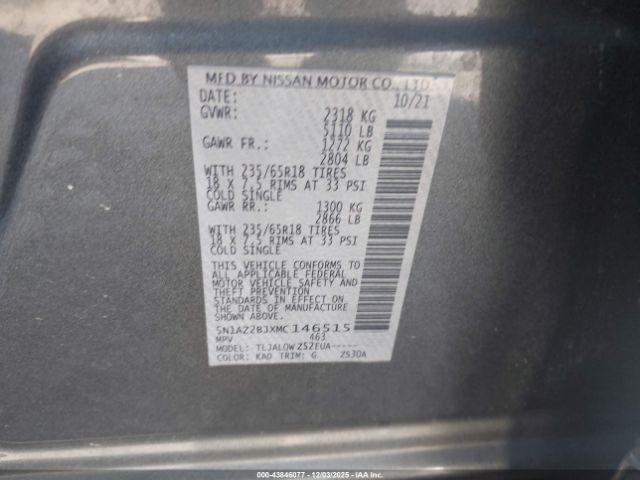 MFD BY NISSAN MOTOR CO., LTD.
DATE: 10/21
GVWR: 2318 KG
5110 LB
GAWR FR.: 1272 KG
2804 LB
WITH 235/65R18 TIRES
18 X 7.5 RIMS AT 33 PSI
COLD SINGLE
GAWR RR.: 1300 KG
2866 LB
WITH 235/65R18 TIRES
18 X 7.5 RIMS AT 33 PSI
COLD SINGLE
THIS VEHICLE CONFORMS TO
ALL APPLICABLE FEDERAL
MOTOR VEHICLE SAFETY AND
THEFT PREVENTION
STANDARDS IN EFFECT ON
THE DATE OF MANUFACTURE
SHOWN ABOVE.
5N1AZ2BJXMC146515
MPV 463
MODEL: TLJALOWZ52EUA-----
COLOR: KAD TRIM: G Z530A
© 43846077 - 12/03/2025 - IAA Inc.